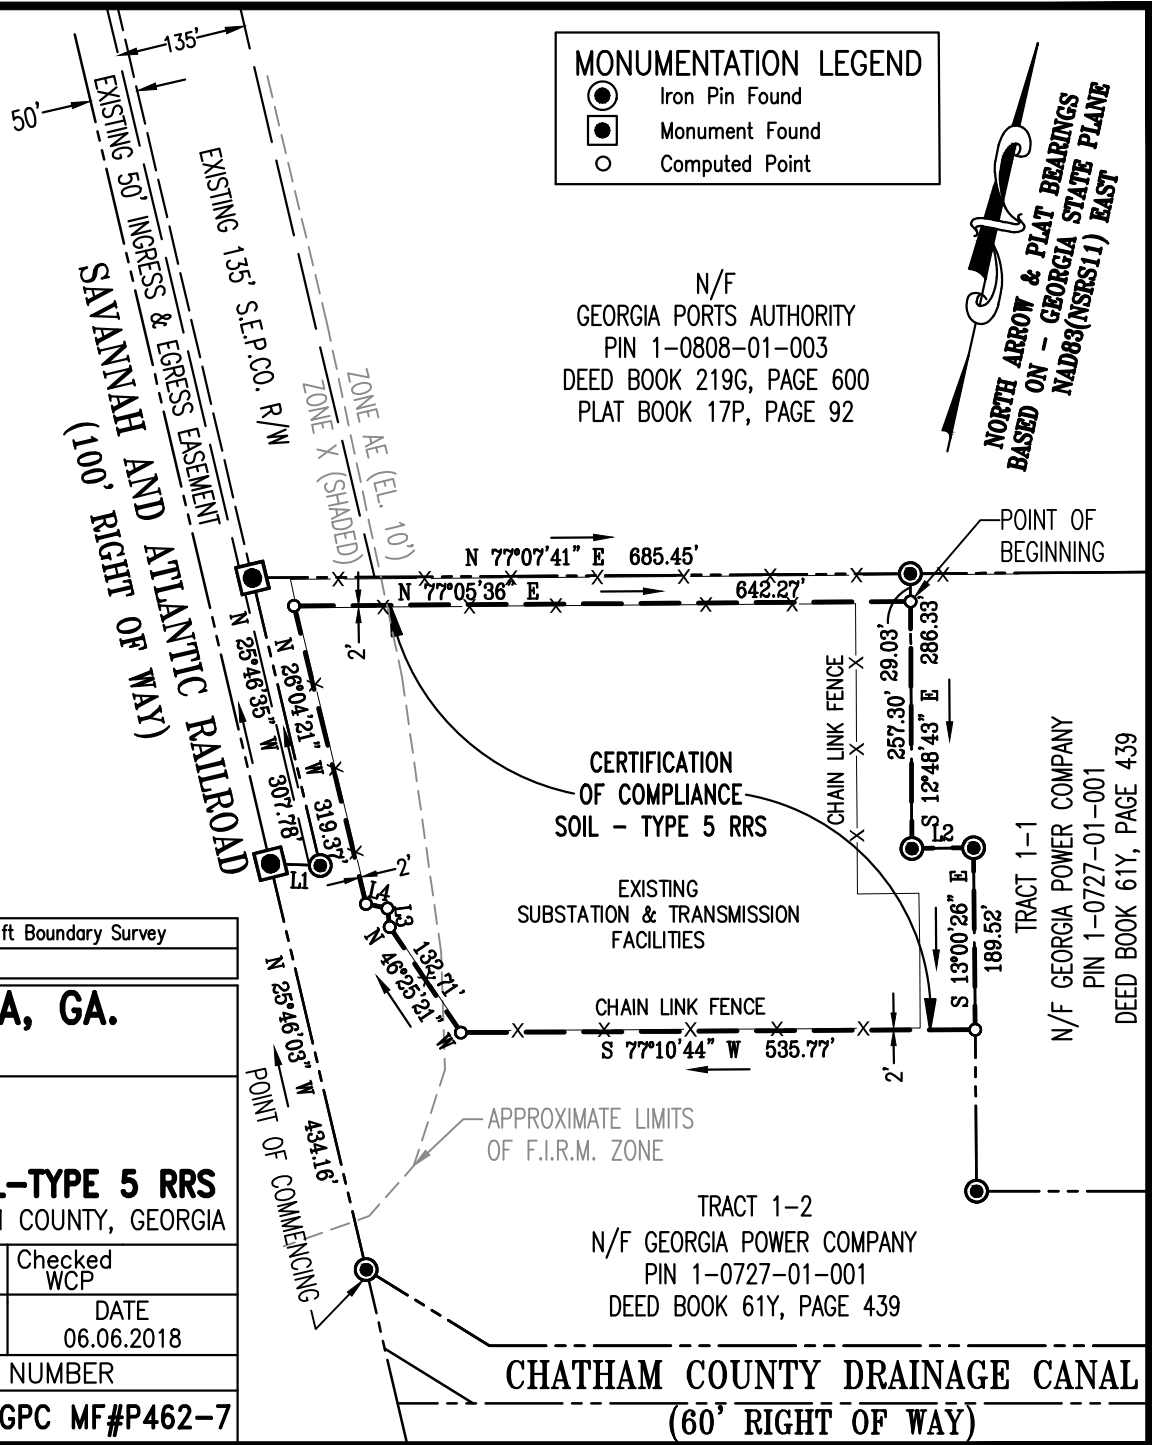 135'
50'
EXISTING 50' INGRESS & EGRESS EASEMENT
EXISTING 135' S.E.P.CO. R/W
SAVANNAH AND ATLANTIC RAILROAD
(100' RIGHT OF WAY)
ZONE AE (EL. 10')
ZONE X (SHADED)
MONUMENTATION LEGEND
Iron Pin Found
Monument Found
Computed Point
NORTH ARROW & PLAT BEARINGS
BASED ON - GEORGIA STATE PLANE
NAD83(NSRS11) EAST
N/F
GEORGIA PORTS AUTHORITY
PIN 1-0808-01-003
DEED BOOK 219G, PAGE 600
PLAT BOOK 17P, PAGE 92
POINT OF
BEGINNING
N 77°07'41" E 685.45'
N 77°05'36" E 642.27'
2'
N 25°46'35" W 307.78'
N 26°04'21" W 319.37'
29.03'
257.30'
286.33
S 12°48'43" E
CHAIN LINK FENCE
CERTIFICATION
OF COMPLIANCE
SOIL - TYPE 5 RRS
L2
L1
2'
L4
L3
EXISTING
SUBSTATION & TRANSMISSION
FACILITIES
S 13°00'26" E
189.52'
TRACT 1-1
N/F GEORGIA POWER COMPANY
PIN 1-0727-01-001
DEED BOOK 61Y, PAGE 439
132.71'
N 46°25'21" W
CHAIN LINK FENCE
S 77°10'44" W 535.77'
2'
N 25°46'03" W 434.16'
POINT OF COMMENCING
APPROXIMATE LIMITS
OF F.I.R.M. ZONE
TRACT 1-2
N/F GEORGIA POWER COMPANY
PIN 1-0727-01-001
DEED BOOK 61Y, PAGE 439
CHATHAM COUNTY DRAINAGE CANAL
(60' RIGHT OF WAY)
ft Boundary Survey
A, GA.
L-TYPE 5 RRS
COUNTY, GEORGIA
Checked
WCP
DATE
06.06.2018
NUMBER
GPC MF#P462-7